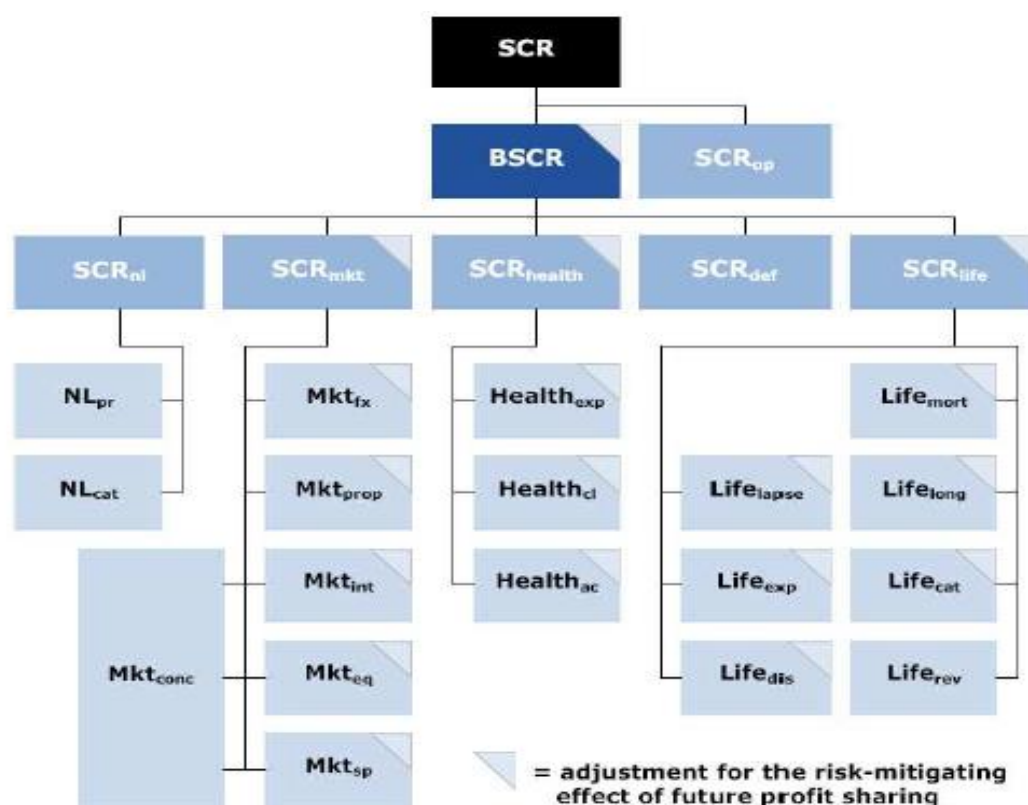 SCR
BSCR
SCRop
SCRnl
SCRmkt
SCRhealth
SCRdef
SCRlife
NLpr
Mktfx
Healthexp
Lifemort
NLcat
Mktprop
Healthcl
Lifelapse
Lifelong
Mktint
Healthac
Lifeexp
Lifecat
Mktconc
Mkteq
Lifedis
Liferev
Mktsp
= adjustment for the risk-mitigating
effect of future profit sharing